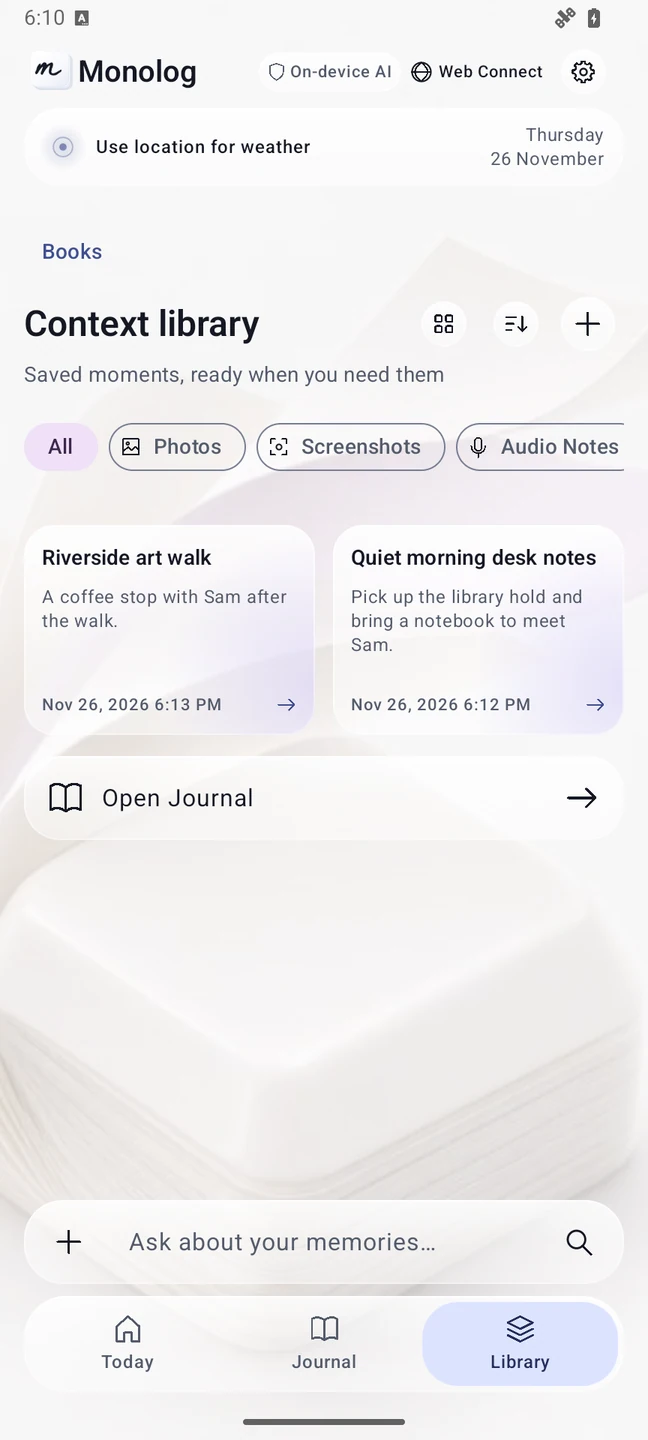 6:10
Monolog
On-device AI
Web Connect
Use location for weather
Thursday
26 November
Books
Context library
Saved moments, ready when you need them
All
Photos
Screenshots
Audio Notes
Riverside art walk
A coffee stop with Sam after
the walk.
Nov 26, 2026 6:13 PM
Quiet morning desk notes
Pick up the library hold and
bring a notebook to meet
Sam.
Nov 26, 2026 6:12 PM
Open Journal
Ask about your memories…
Today
Journal
Library